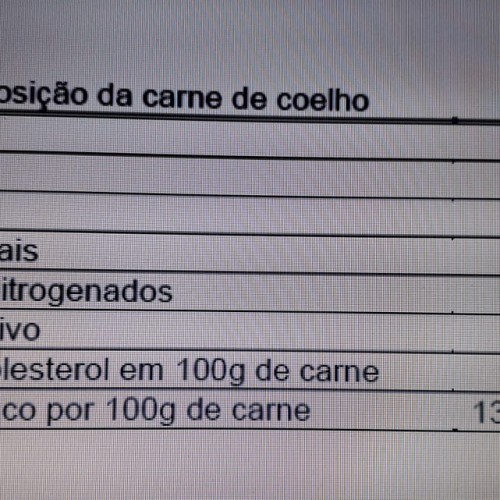 osição da carne de coelho
ais
itrogenados
ivo
lesterol em 100g de carne
co por 100g de carne 13